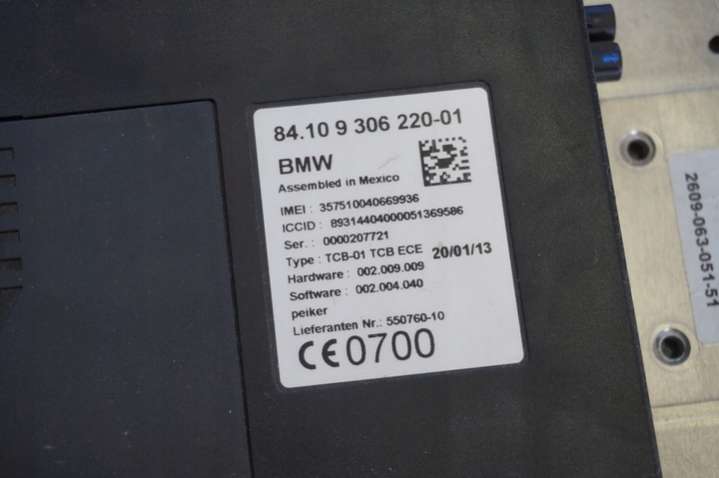 84.10 9 306 220-01
BMW
Assembled in Mexico
IMEI : 357510040669936
ICCID : 89314404000051369586
Ser. : 0000207721
Type : TCB-01 TCB ECE 20/01/13
Hardware : 002.009.009
Software : 002.004.040
peiker
Lieferanten Nr.: 550760-10
CE0700
2609-063-051-51